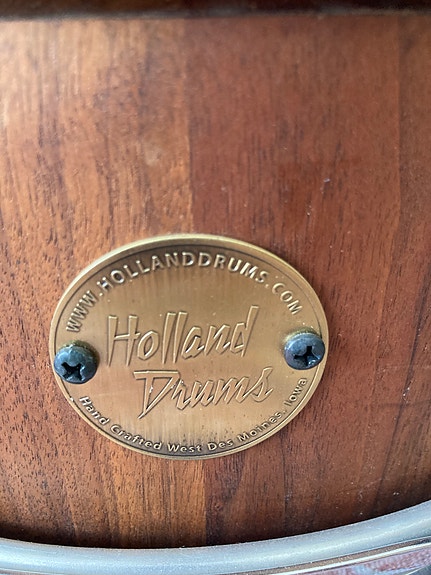 WWW.HOLLANDDRUMS.COM
Holland
Drums
Hand Crafted West Des Moines, Iowa